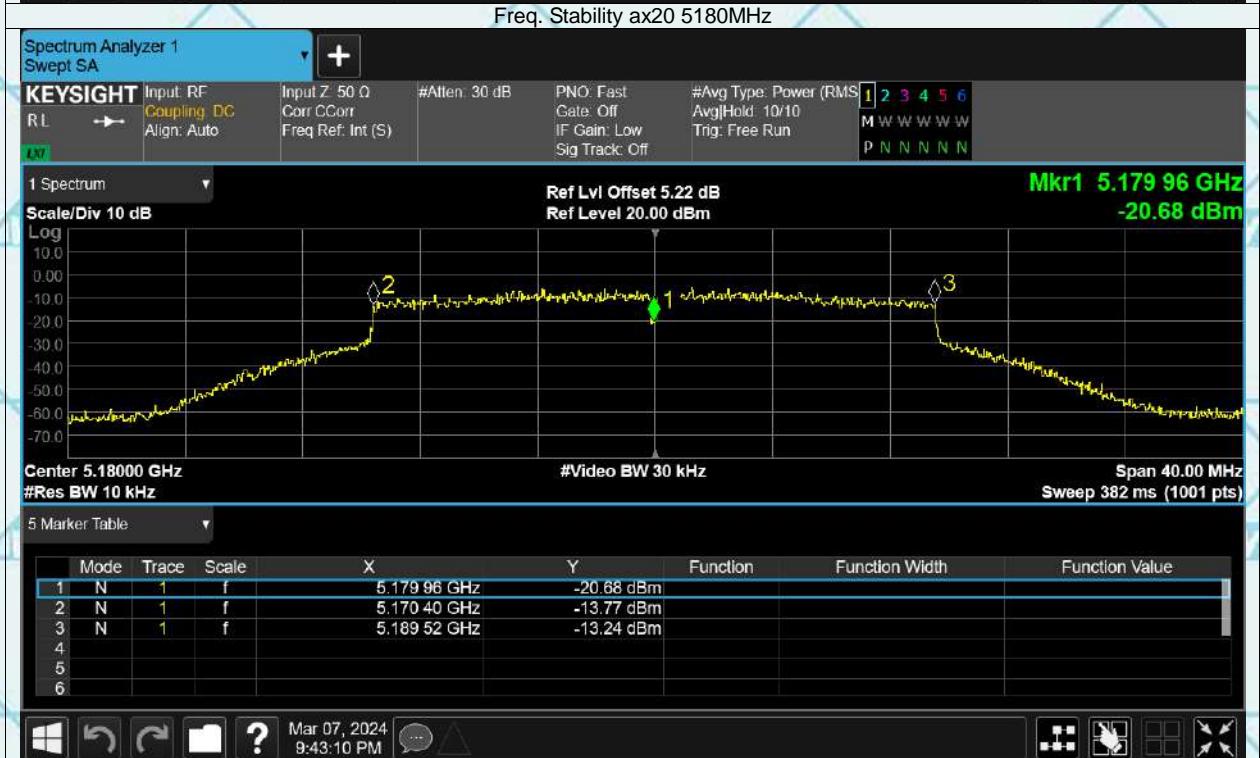 Freq. Stability ax20 5180MHz
Spectrum Analyzer 1
Swept SA
KEYSIGHT
RL
LXI
Input: RF
Coupling: DC
Align: Auto
Input Z: 50 Ω
Corr CCorr
Freq Ref: Int (S)
#Atten: 30 dB
PNO: Fast
Gate: Off
IF Gain: Low
Sig Track: Off
#Avg Type: Power (RMS
Avg|Hold: 10/10
Trig: Free Run
1 2 3 4 5 6
M W W W W W
P N N N N N
1 Spectrum
Scale/Div 10 dB
Ref Lvl Offset 5.22 dB
Ref Level 20.00 dBm
Mkr1 5.179 96 GHz
-20.68 dBm
Log
10.0
0.00
-10.0
-20.0
-30.0
-40.0
-50.0
-60.0
-70.0
2
1
3
Center 5.18000 GHz
#Res BW 10 kHz
#Video BW 30 kHz
Span 40.00 MHz
Sweep 382 ms (1001 pts)
5 Marker Table
Mode Trace Scale X Y Function Function Width Function Value
1 N 1 f 5.179 96 GHz -20.68 dBm
2 N 1 f 5.170 40 GHz -13.77 dBm
3 N 1 f 5.189 52 GHz -13.24 dBm
4
5
6
?
Mar 07, 2024
9:43:10 PM